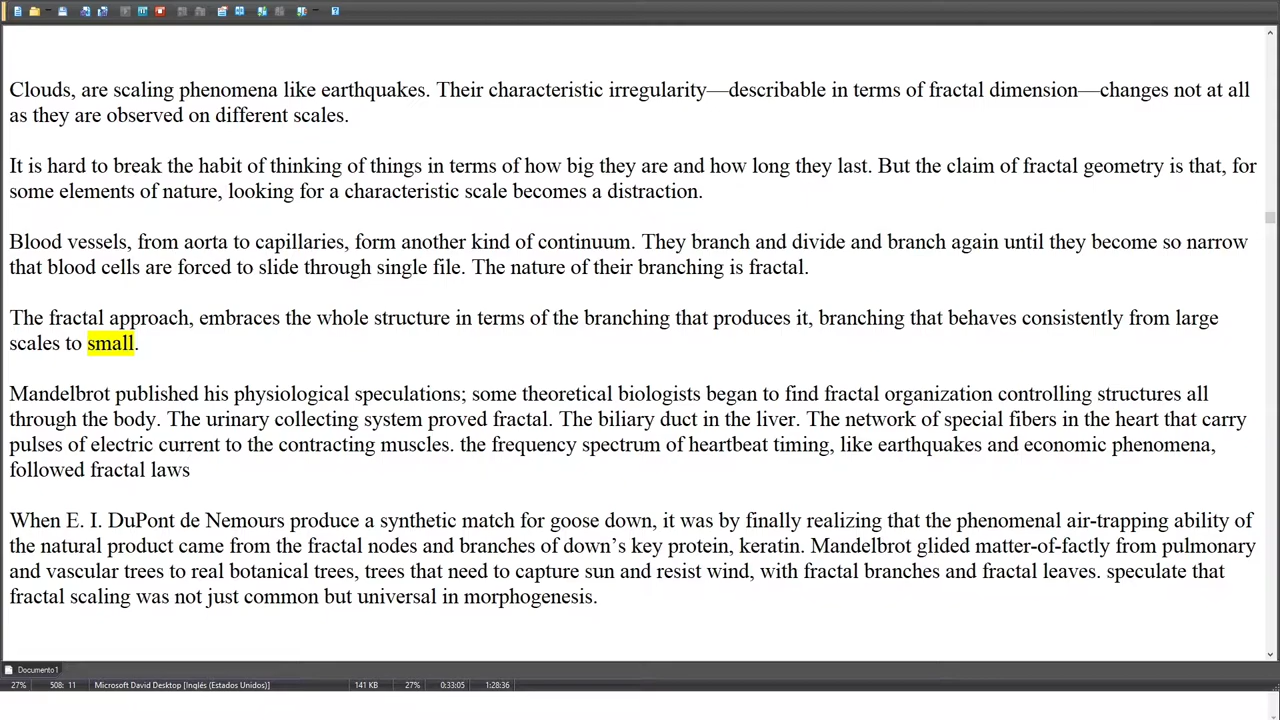 Clouds, are scaling phenomena like earthquakes. Their characteristic irregularity—describable in terms of fractal dimension—changes not at all
as they are observed on different scales.
It is hard to break the habit of thinking of things in terms of how big they are and how long they last. But the claim of fractal geometry is that, for
some elements of nature, looking for a characteristic scale becomes a distraction.
Blood vessels, from aorta to capillaries, form another kind of continuum. They branch and divide and branch again until they become so narrow
that blood cells are forced to slide through single file. The nature of their branching is fractal.
The fractal approach, embraces the whole structure in terms of the branching that produces it, branching that behaves consistently from large
scales to small.
Mandelbrot published his physiological speculations; some theoretical biologists began to find fractal organization controlling structures all
through the body. The urinary collecting system proved fractal. The biliary duct in the liver. The network of special fibers in the heart that carry
pulses of electric current to the contracting muscles. the frequency spectrum of heartbeat timing, like earthquakes and economic phenomena,
followed fractal laws
When E. I. DuPont de Nemours produce a synthetic match for goose down, it was by finally realizing that the phenomenal air-trapping ability of
the natural product came from the fractal nodes and branches of down’s key protein, keratin. Mandelbrot glided matter-of-factly from pulmonary
and vascular trees to real botanical trees, trees that need to capture sun and resist wind, with fractal branches and fractal leaves. speculate that
fractal scaling was not just common but universal in morphogenesis.
Documento1
27% 508: 11 Microsoft David Desktop [Inglés (Estados Unidos)] 141 KB 27% 0:33:05 1:28:36